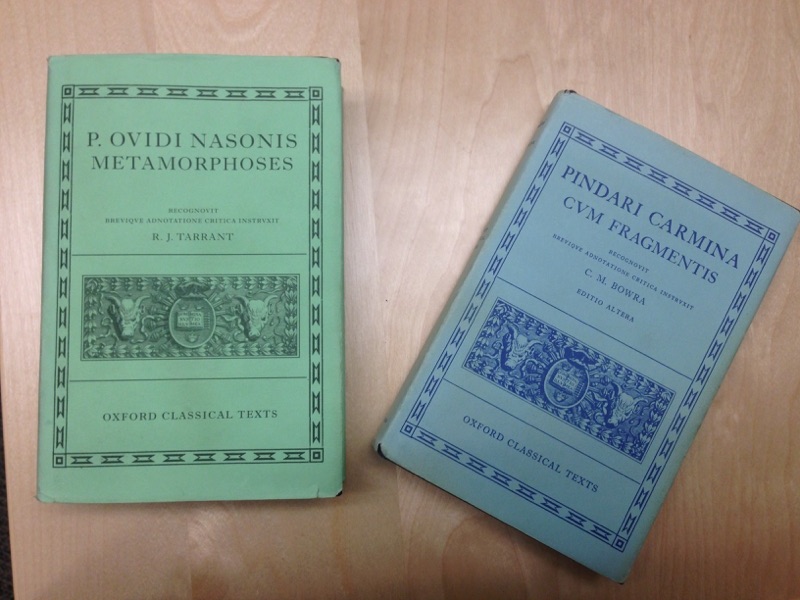 P. OVIDI NASONIS
METAMORPHOSES
RECOGNOVIT
BREVIQVE ADNOTATIONE CRITICA INSTRVXIT
R. J. TARRANT
OXFORD CLASSICAL TEXTS
PINDARI CARMINA
CVM FRAGMENTIS
RECOGNOVIT
BREVIQVE ADNOTATIONE CRITICA INSTRVXIT
C. M. BOWRA
EDITIO ALTERA
OXFORD CLASSICAL TEXTS